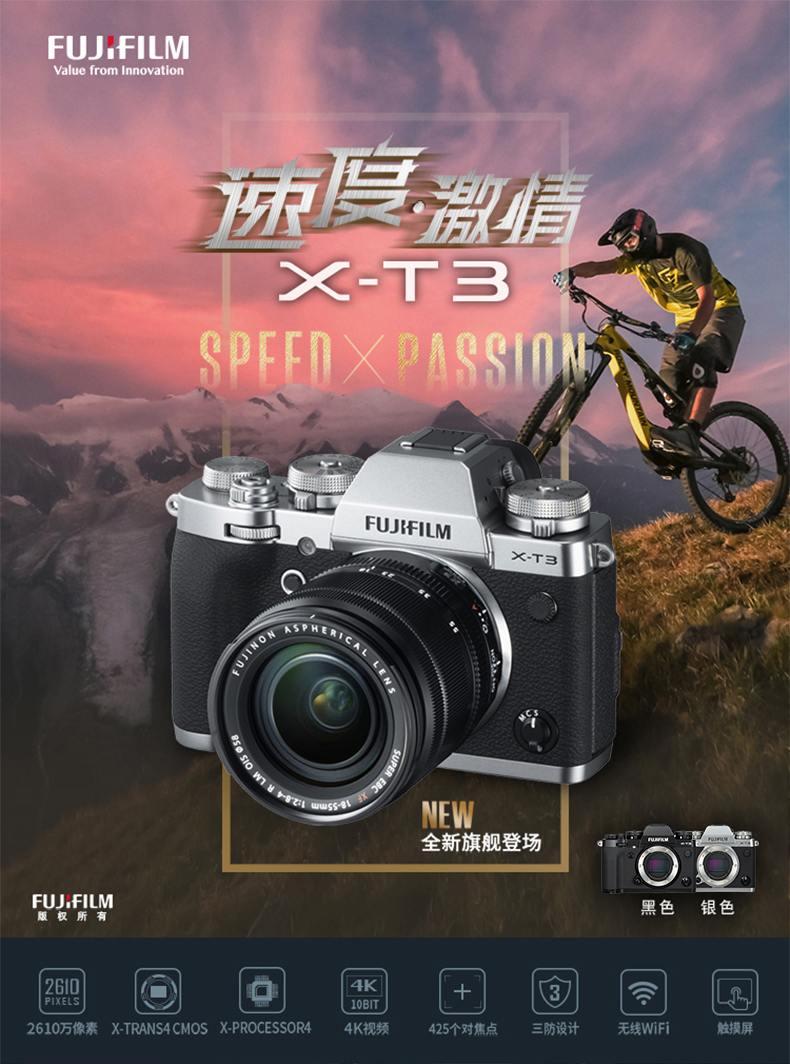 FUJIFILM
Value from Innovation
速度·激情
X-T3
SPEED×PASSION
FUJIFILM
X-T3
FUJINON ASPHERICAL LENS
SUPER EBC XF 18-55mm 1:2.8-4 R LM OIS Ø58
MCS
NEW
全新旗舰登场
黑色 银色
FUJIFILM
版权所有
2610 PIXELS
4K 10BIT
3
2610万像素 X-TRANS4 CMOS X-PROCESSOR4 4K视频 425个对焦点 三防设计 无线WiFi 触摸屏